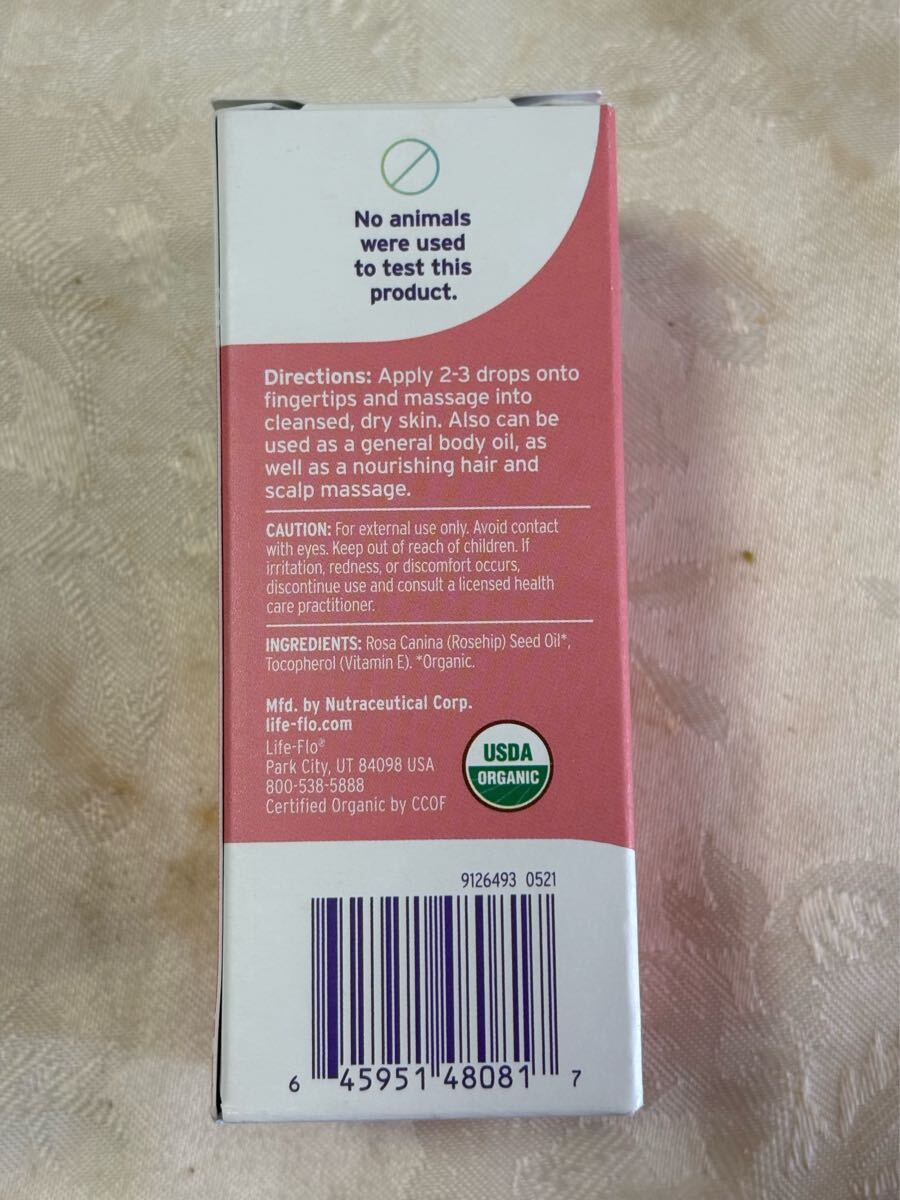 No animals
were used
to test this
product.
Directions: Apply 2-3 drops onto
fingertips and massage into
cleansed, dry skin. Also can be
used as a general body oil, as
well as a nourishing hair and
scalp massage.
CAUTION: For external use only. Avoid contact
with eyes. Keep out of reach of children. If
irritation, redness, or discomfort occurs,
discontinue use and consult a licensed health
care practitioner.
INGREDIENTS: Rosa Canina (Rosehip) Seed Oil*,
Tocopherol (Vitamin E). *Organic.
Mfd. by Nutraceutical Corp.
life-flo.com
Life-Flo®
Park City, UT 84098 USA
800-538-5888
Certified Organic by CCOF
USDA
ORGANIC
9126493 0521
6 45951 48081 7